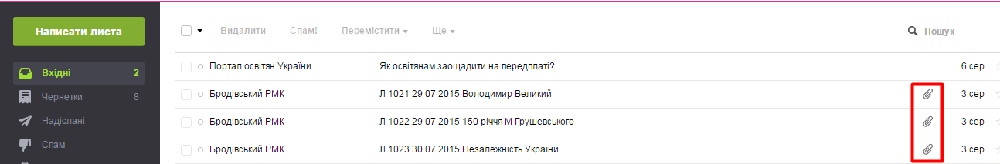 Написати листа
Видалити Спам! Перемістити Ще Пошук
Вхідні 2
Чернетки 8
Надіслані
Спам
Портал освітян України ... Як освітянам заощадити на передплаті? 6 сер
Бродівський РМК Л 1021 29 07 2015 Володимир Великий 3 сер
Бродівський РМК Л 1022 29 07 2015 150 річчя М Грушевського 3 сер
Бродівський РМК Л 1023 30 07 2015 Незалежність України 3 сер